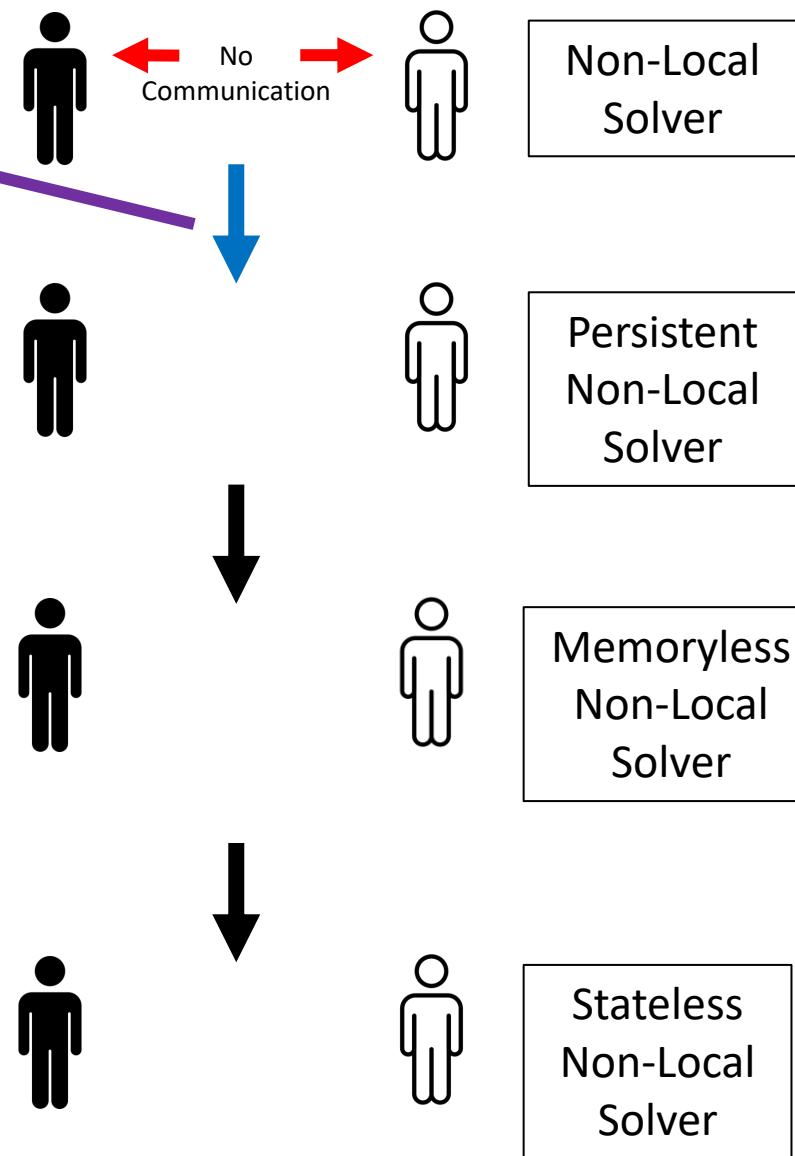 No
Communication
Non-Local
Solver
Persistent
Non-Local
Solver
Memoryless
Non-Local
Solver
Stateless
Non-Local
Solver